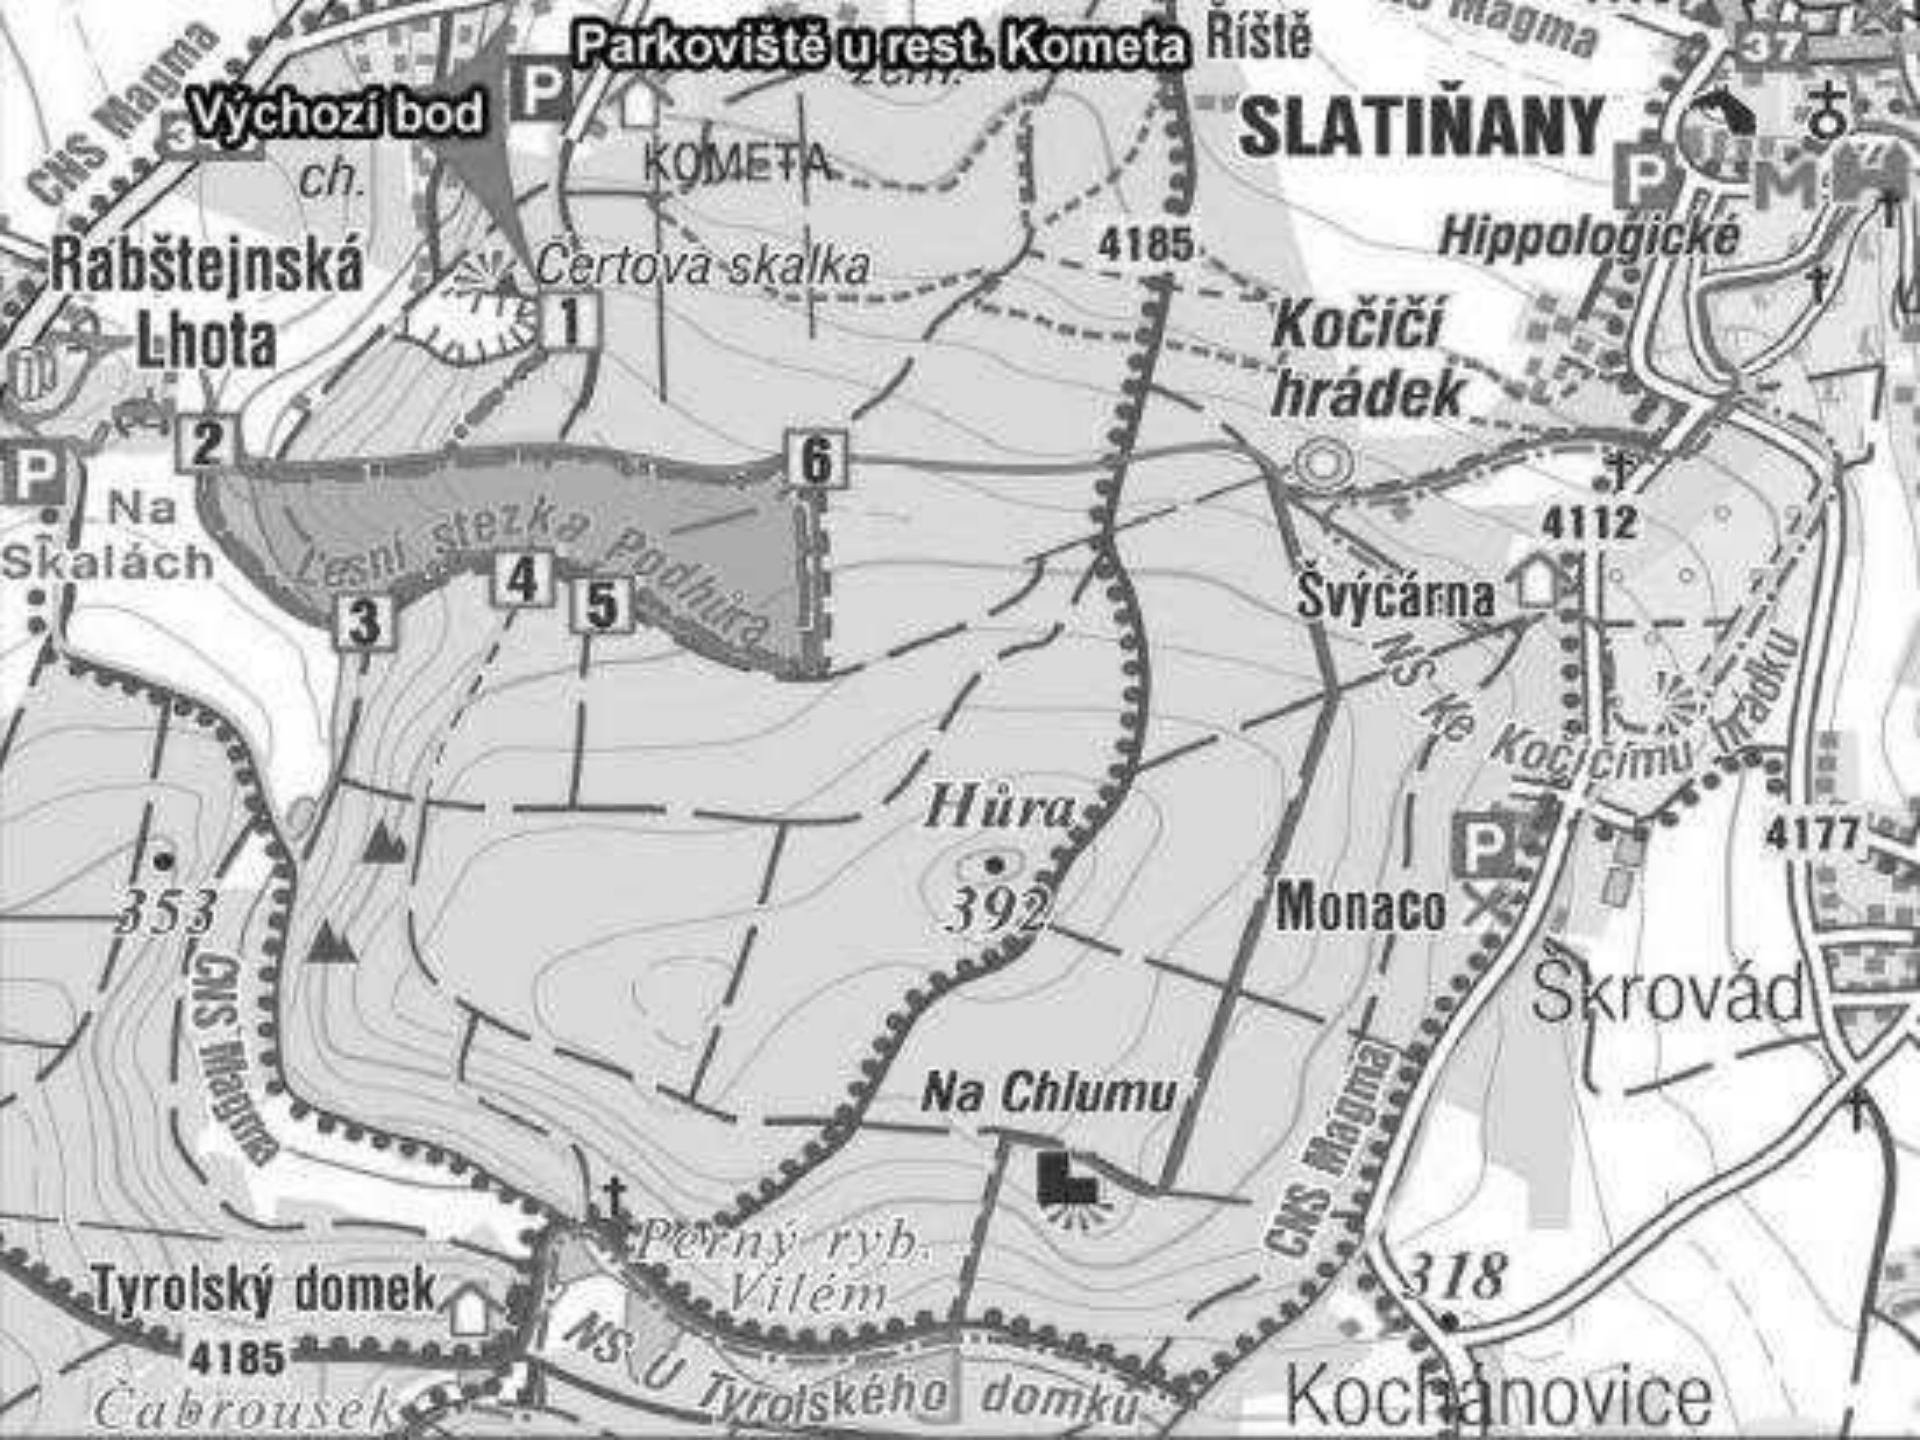 Parkoviště u rest. Kometa
Říště
37
CNS Magma
Výchozí bod
P
SLATIŇANY
ch.
KOMETA
P
M
Rabštejnská
Lhota
Čertova skalka
4185
Hippologické
1
Kočičí
hrádek
2
6
P
Na
Skalách
Lesní stezka Podhůra
4112
4
5
3
Švýcárna
NS Ke Kočičímu hrádku
Hůra
392
P
4177
353
Monaco
CNS Magma
Škrovád
Na Chlumu
CNS Magma
Perný ryb.
Vilém
318
Tyrolský domek
4185
NS U Tyrolského domku
Čabrousek
Kochánovice